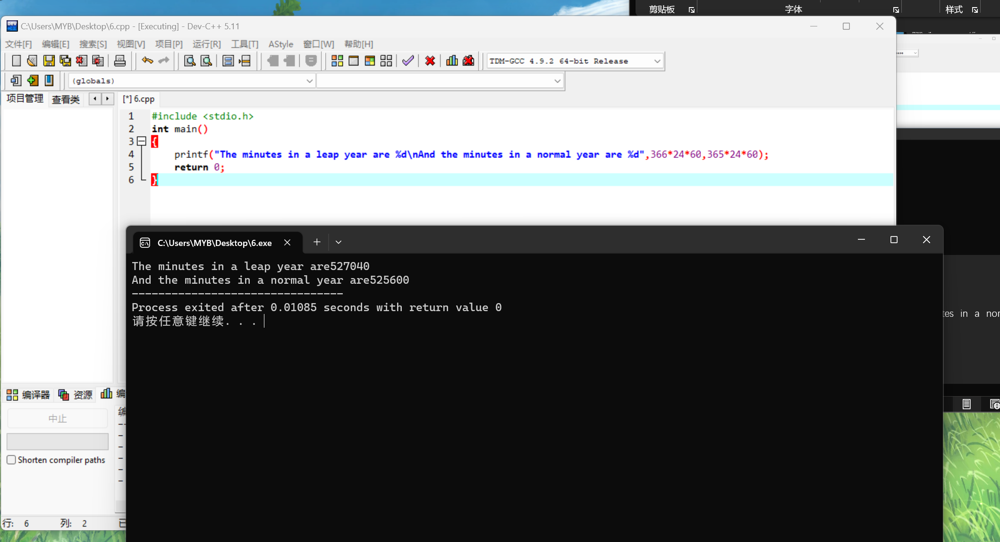 剪贴板 字体 样式
C:\Users\MYB\Desktop\6.cpp - [Executing] - Dev-C++ 5.11
文件[F] 编辑[E] 搜索[S] 视图[V] 项目[P] 运行[R] 工具[T] AStyle 窗口[W] 帮助[H]
TDM-GCC 4.9.2 64-bit Release
(globals)
项目管理 查看类 [*] 6.cpp
1 #include <stdio.h>
2 int main()
3 {
4 printf("The minutes in a leap year are %d\nAnd the minutes in a normal year are %d",366*24*60,365*24*60);
5 return 0;
6 }
C:\Users\MYB\Desktop\6.exe
The minutes in a leap year are527040
And the minutes in a normal year are525600
--------------------------------
Process exited after 0.01085 seconds with return value 0
请按任意键继续. . .
in a nor
编译器 资源 编
中止
编
Shorten compiler paths
行: 6 列: 2 已